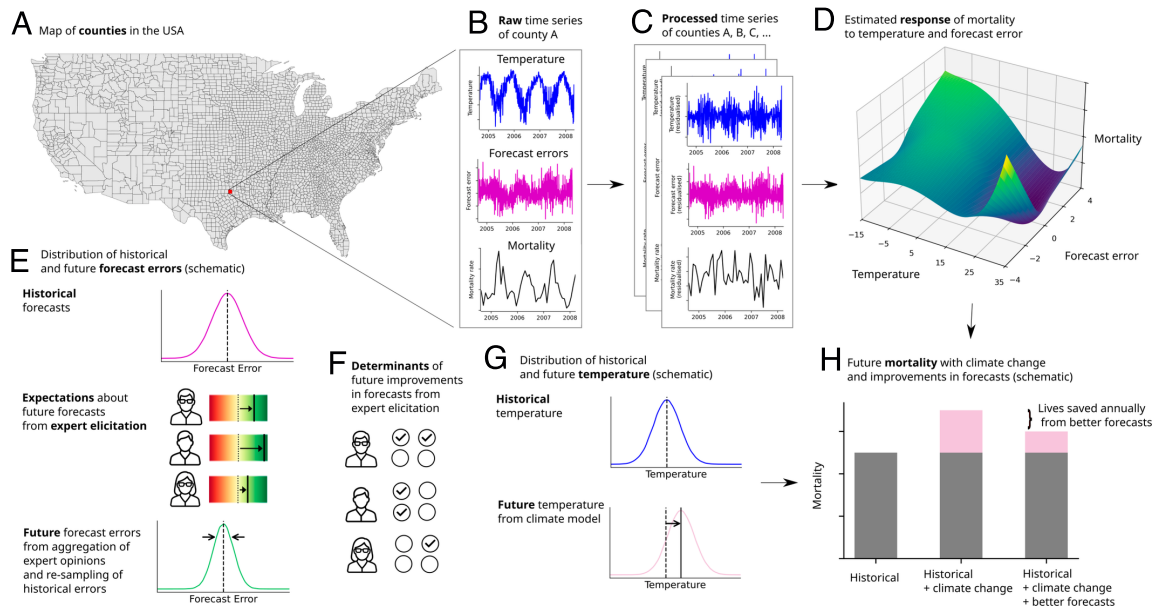 A Map of counties in the USA
B Raw time series
of county A
Temperature
Temperature
2005 2006 2007 2008
Forecast errors
Forecast error
2005 2006 2007 2008
Mortality
Mortality rate
2005 2006 2007 2008
C Processed time series
of counties A, B, C, ...
Temperature
Temperature
Temperature
(residualised)
2005 2006 2007 2008
Forecast error
Forecast error
(residualised)
2005 2006 2007 2008
Mortality rate
Mortality rate
Mortality rate
(residualised)
2005 2006 2007 2008
D Estimated response of mortality
to temperature and forecast error
Mortality
4
2
0
−2
−4
Forecast error
−15
−5
5
15
25
35
Temperature
E Distribution of historical
and future forecast errors (schematic)
Historical
forecasts
Forecast Error
Expectations about
future forecasts
from expert elicitation
Future forecast errors
from aggregation of
expert opinions
and re-sampling of
historical errors
Forecast Error
F Determinants of
future improvements
in forecasts from
expert elicitation
G Distribution of historical
and future temperature (schematic)
Historical
temperature
Temperature
Future temperature
from climate model
Temperature
H Future mortality with climate change
and improvements in forecasts (schematic)
Lives saved annually
from better forecasts
Mortality
Historical
Historical
+ climate change
Historical
+ climate change
+ better forecasts